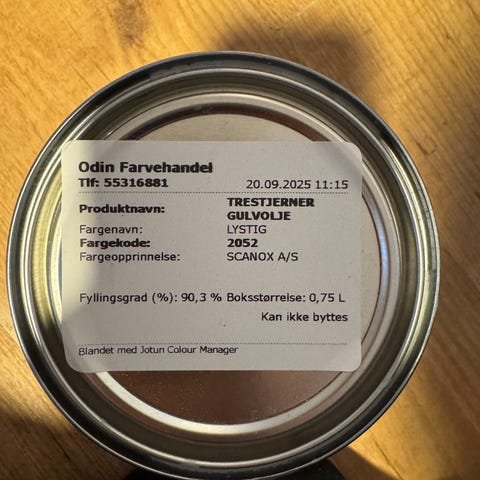 Odin Farvehandel
Tlf: 55316881 20.09.2025 11:15
Produktnavn: TRESTJERNER
GULVOLJE
Fargenavn: LYSTIG
Fargekode: 2052
Fargeopprinnelse: SCANOX A/S
Fyllingsgrad (%): 90,3 % Boksstørrelse: 0,75 L
Kan ikke byttes
Blandet med Jotun Colour Manager